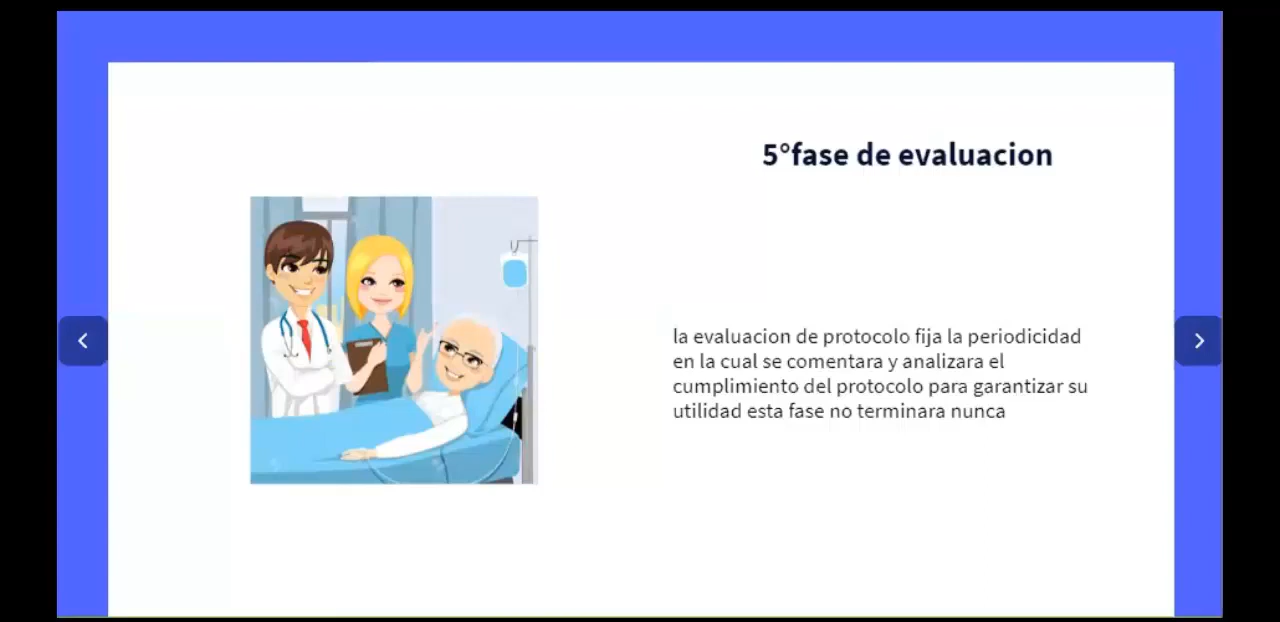 5°fase de evaluacion
la evaluacion de protocolo fija la periodicidad
en la cual se comentara y analizara el
cumplimiento del protocolo para garantizar su
utilidad esta fase no terminara nunca